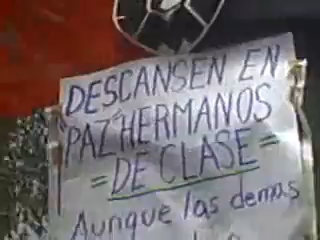 DESCANSEN EN
"PAZ" HERMANOS
= DE CLASE =
Aunque las demas